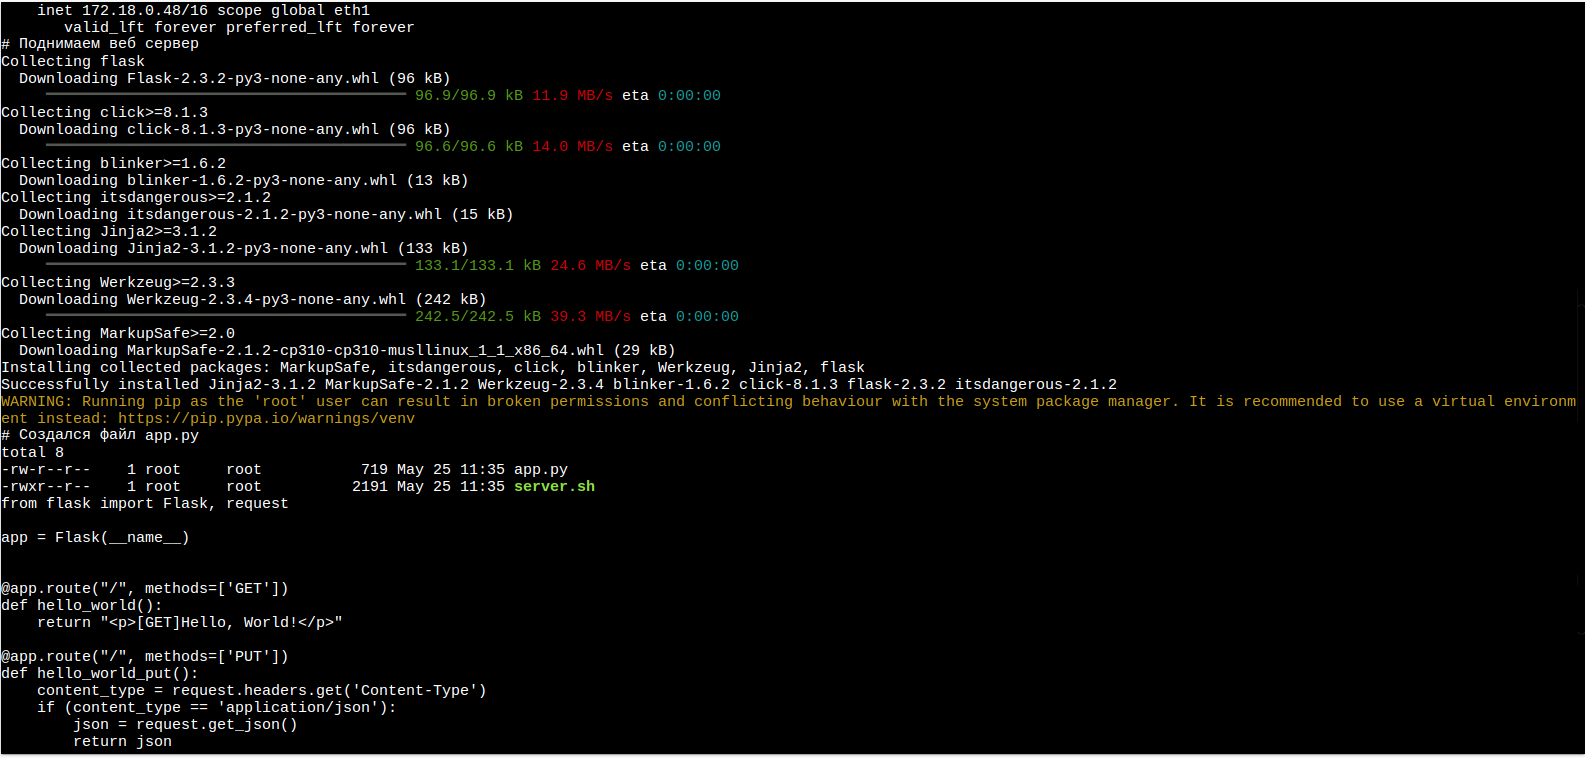 inet 172.18.0.48/16 scope global eth1
valid_lft forever preferred_lft forever
# Поднимаем веб сервер
Collecting flask
Downloading Flask-2.3.2-py3-none-any.whl (96 kB)
96.9/96.9 kB 11.9 MB/s eta 0:00:00
Collecting click>=8.1.3
Downloading click-8.1.3-py3-none-any.whl (96 kB)
96.6/96.6 kB 14.0 MB/s eta 0:00:00
Collecting blinker>=1.6.2
Downloading blinker-1.6.2-py3-none-any.whl (13 kB)
Collecting itsdangerous>=2.1.2
Downloading itsdangerous-2.1.2-py3-none-any.whl (15 kB)
Collecting Jinja2>=3.1.2
Downloading Jinja2-3.1.2-py3-none-any.whl (133 kB)
133.1/133.1 kB 24.6 MB/s eta 0:00:00
Collecting Werkzeug>=2.3.3
Downloading Werkzeug-2.3.4-py3-none-any.whl (242 kB)
242.5/242.5 kB 39.3 MB/s eta 0:00:00
Collecting MarkupSafe>=2.0
Downloading MarkupSafe-2.1.2-cp310-cp310-musllinux_1_1_x86_64.whl (29 kB)
Installing collected packages: MarkupSafe, itsdangerous, click, blinker, Werkzeug, Jinja2, flask
Successfully installed Jinja2-3.1.2 MarkupSafe-2.1.2 Werkzeug-2.3.4 blinker-1.6.2 click-8.1.3 flask-2.3.2 itsdangerous-2.1.2
WARNING: Running pip as the 'root' user can result in broken permissions and conflicting behaviour with the system package manager. It is recommended to use a virtual environm
ent instead: https://pip.pypa.io/warnings/venv
# Создался файл app.py
total 8
-rw-r--r--    1 root     root           719 May 25 11:35 app.py
-rwxr--r--    1 root     root          2191 May 25 11:35 server.sh
from flask import Flask, request
app = Flask(__name__)
@app.route("/", methods=['GET'])
def hello_world():
    return "<p>[GET]Hello, World!</p>"
@app.route("/", methods=['PUT'])
def hello_world_put():
    content_type = request.headers.get('Content-Type')
    if (content_type == 'application/json'):
        json = request.get_json()
        return json